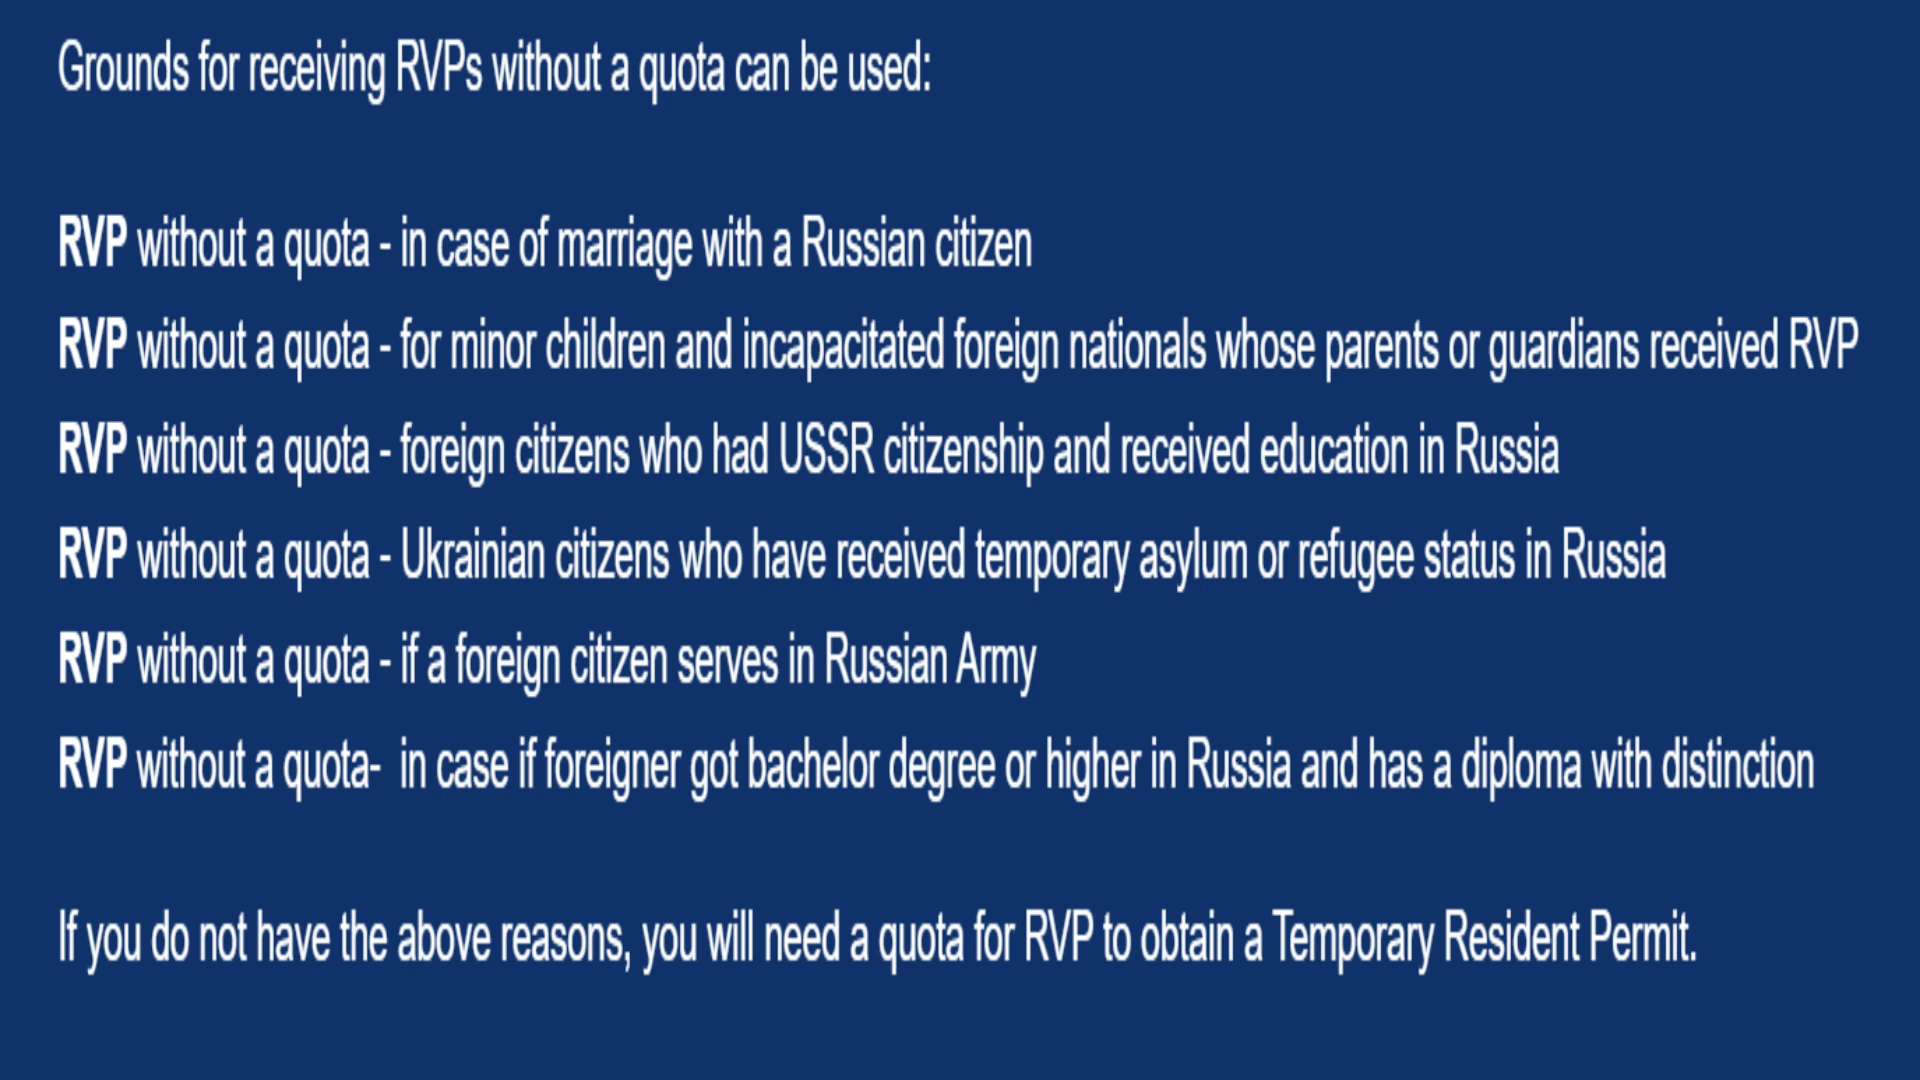 Grounds for receiving RVPs without a quota can be used:
RVP without a quota - in case of marriage with a Russian citizen
RVP without a quota - for minor children and incapacitated foreign nationals whose parents or guardians received RVP
RVP without a quota - foreign citizens who had USSR citizenship and received education in Russia
RVP without a quota - Ukrainian citizens who have received temporary asylum or refugee status in Russia
RVP without a quota - if a foreign citizen serves in Russian Army
RVP without a quota-  in case if foreigner got bachelor degree or higher in Russia and has a diploma with distinction
If you do not have the above reasons, you will need a quota for RVP to obtain a Temporary Resident Permit.